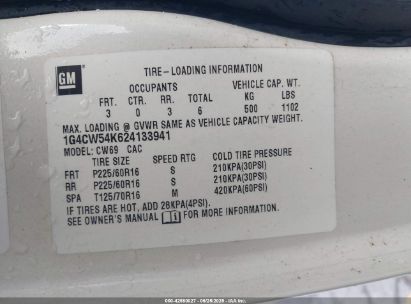 GM
TIRE-LOADING INFORMATION
OCCUPANTS VEHICLE CAP. WT.
FRT CTR RR TOTAL KG LBS
3 0 3 6 500 1102
MAX. LOADING @ GVWR SAME AS VEHICLE CAPACITY WEIGHT.
1G4CW54K624133941
MODEL: CW69 CAC
TIRE SIZE SPEED RTG COLD TIRE PRESSURE
FRT P225/60R16 S 210KPA(30PSI)
RR P225/60R16 S 210KPA(30PSI)
SPA T125/70R16 M 420KPA(60PSI)
IF TIRES ARE HOT, ADD 28KPA(4PSI).
SEE OWNER'S MANUAL FOR MORE INFORMATION.